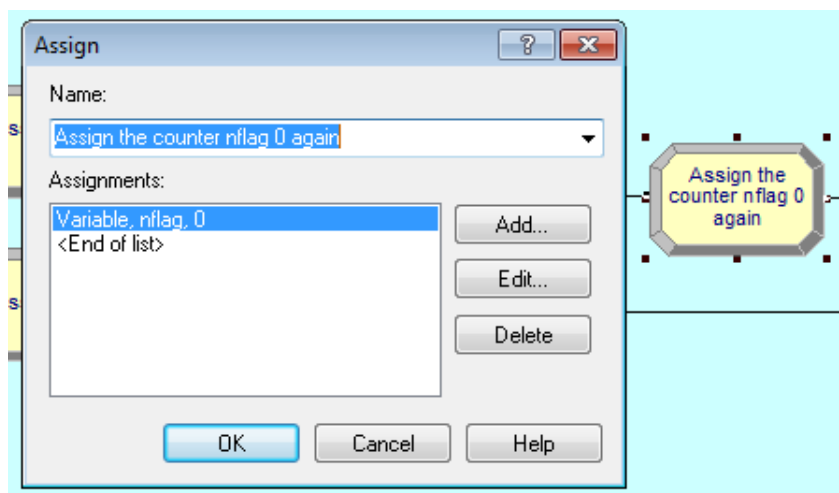 Assign
?
Name:
s
Assign the counter nflag 0 again
Assignments:
Variable, nflag, 0
<End of list>
Add...
Edit...
Delete
s
OK
Cancel
Help
Assign the
counter nflag 0
again